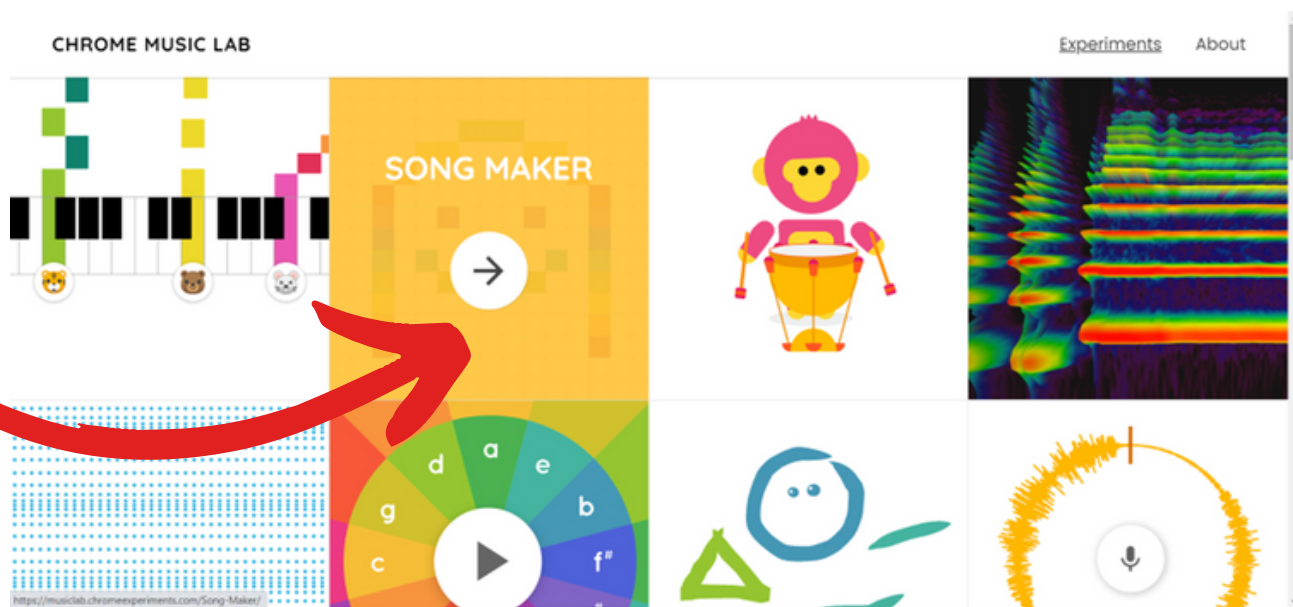 CHROME MUSIC LAB
Experiments About
SONG MAKER
d a e
g b
c f#
https://musiclab.chromeexperiments.com/Song-Maker/